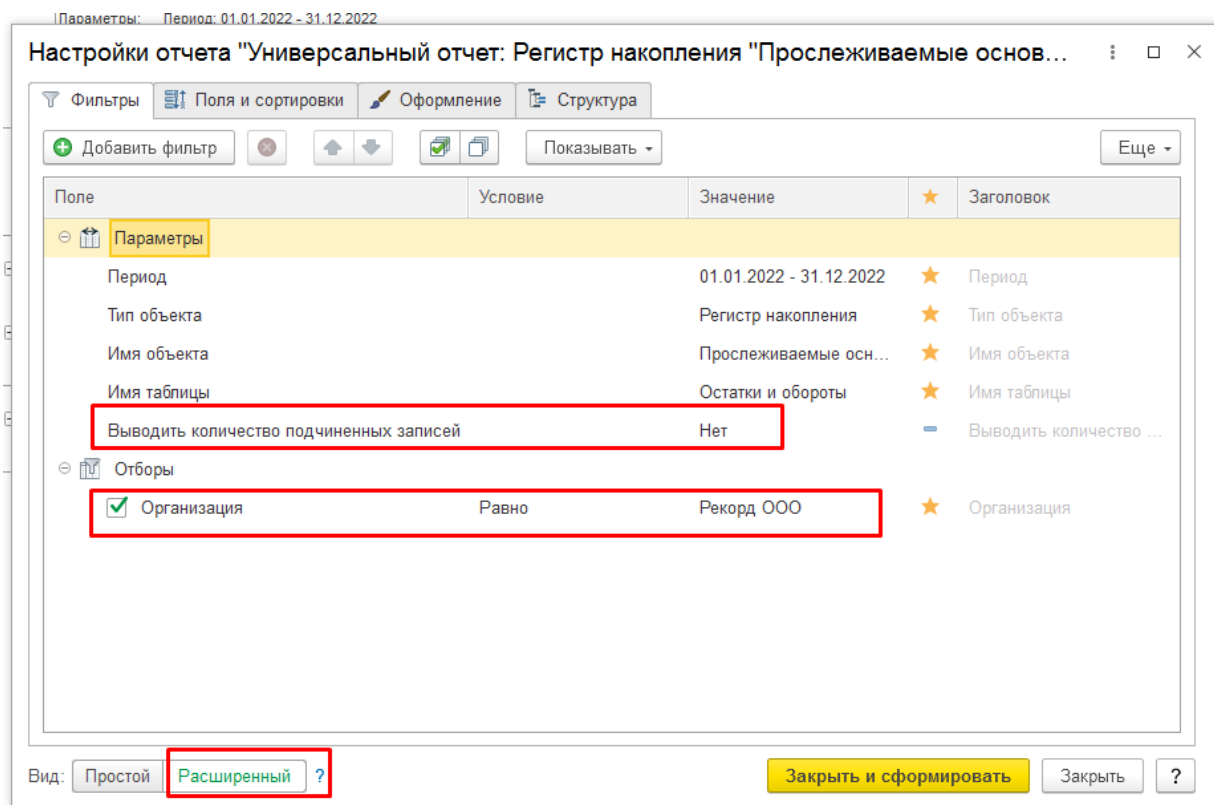 Параметры: Период: 01.01.2022 - 31.12.2022
Настройки отчета "Универсальный отчет: Регистр накопления "Прослеживаемые основ...
Фильтры Поля и сортировки Оформление Структура
Добавить фильтр Показывать Еще
Поле Условие Значение Заголовок
Параметры
Период 01.01.2022 - 31.12.2022 Период
Тип объекта Регистр накопления Тип объекта
Имя объекта Прослеживаемые осн... Имя объекта
Имя таблицы Остатки и обороты Имя таблицы
Выводить количество подчиненных записей Нет Выводить количество ...
Отборы
Организация Равно Рекорд ООО Организация
Вид: Простой Расширенный ? Закрыть и сформировать Закрыть ?